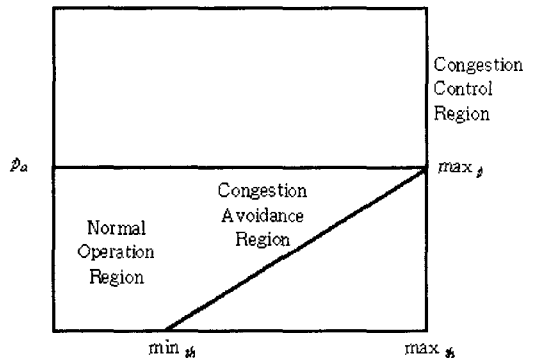 Congestion
Control
Region
p_a
max_p
Congestion
Avoidance
Region
Normal
Operation
Region
min_th
max_th